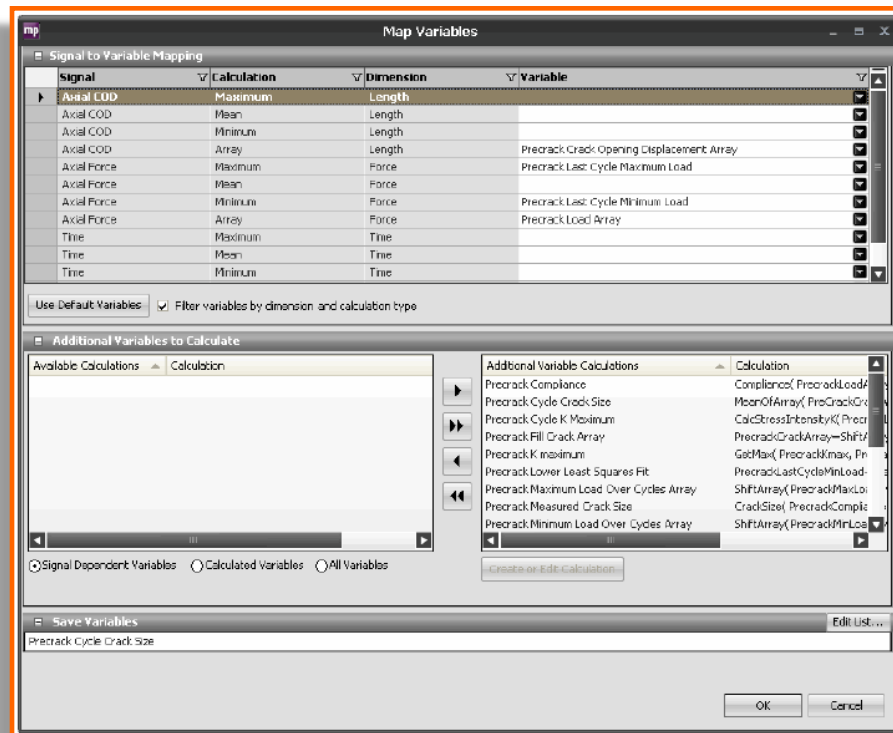 mp Map Variables
Signal to Variable Mapping
Signal Calculation Dimension Variable
Axial COD Maximum Length
Axial COD Mean Length
Axial COD Minimum Length
Axial COD Array Length Precrack Crack Opening Displacement Array
Axial Force Maximum Force Precrack Last Cycle Maximum Load
Axial Force Mean Force
Axial Force Minimum Force Precrack Last Cycle Minimum Load
Axial Force Array Force Precrack Load Array
Time Maximum Time
Time Mean Time
Time Minimum Time
Use Default Variables Filter variables by dimension and calculation type
Additional Variables to Calculate
Available Calculations Calculation Additional Variable Calculations Calculation
Precrack Compliance Compliance( PrecrackLoadA
Precrack Cycle Crack Size MeanOfArray( PreCrackCra
Precrack Cycle K Maximum CalcStressIntensityK( Precr
Precrack Fill Crack Array PrecrackCrackArray=ShiftA
Precrack K maximum GetMax( PrecrackKmax, Pr
Precrack Lower Least Squares Fit PrecrackLastCycleMinLoad-
Precrack Maximum Load Over Cycles Array ShiftArray( PrecrackMaxLo
Precrack Measured Crack Size CrackSize( PrecrackComplia
Precrack Minimum Load Over Cycles Array ShiftArray( PrecrackMinLoa
Signal Dependent Variables Calculated Variables All Variables Create or Edit Calculation
Save Variables Edit List...
Precrack Cycle Crack Size
OK Cancel